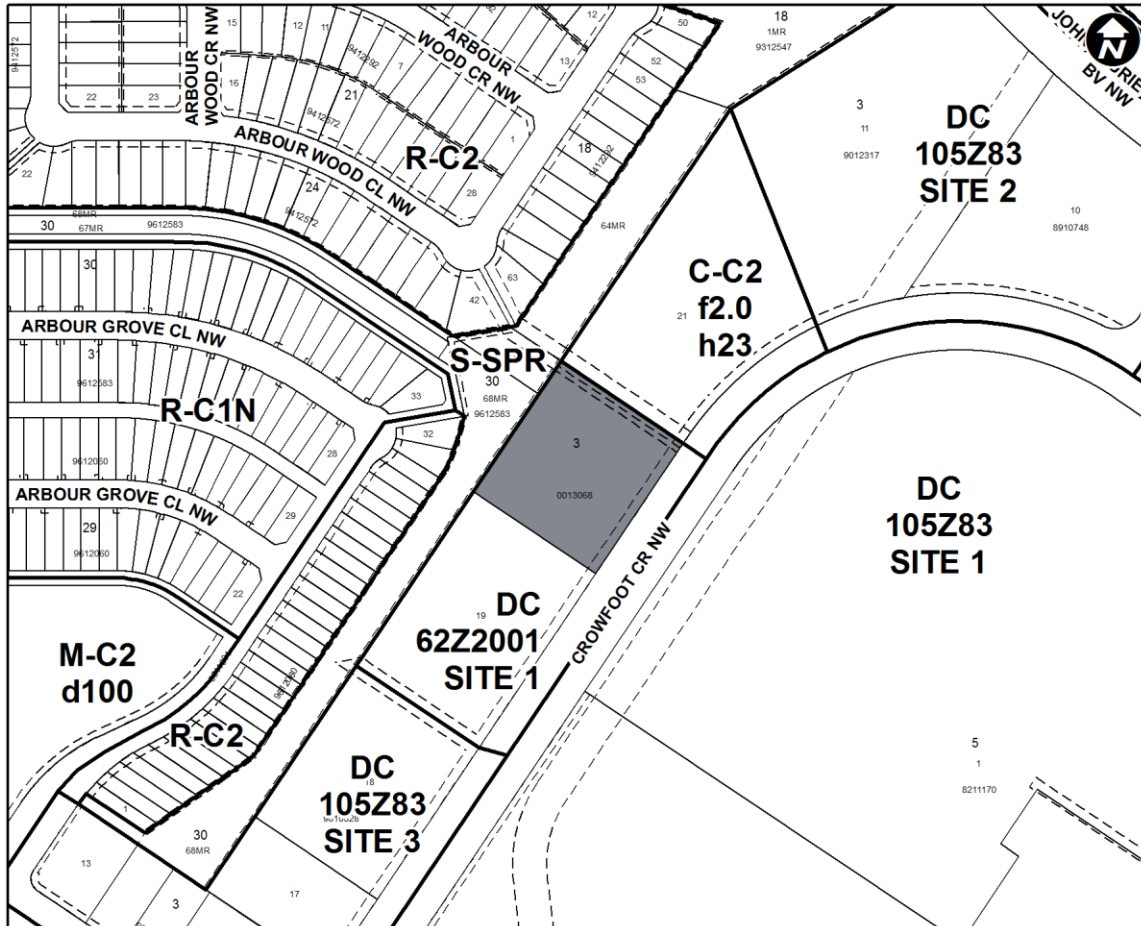 50
12
18
1MR
9312547
15
12
11
9412292
7
ARBOUR
WOOD CR NW
13
52
53
N
BV NW
9412572
ARBOUR
WOOD CR NW
22
23
16
21
9412572
1
3
11
9012317
DC
105Z83
SITE 2
ARBOUR WOOD CL NW
R-C2
18
9412292
28
22
24
9412572
10
8910748
68MR
67MR
30
9612583
64MR
63
42
C-C2
f2.0
h23
21
30
ARBOUR GROVE CL NW
31
9612583
S-SPR
30
68MR
9612583
33
R-C1N
32
28
3
0013068
9612060
ARBOUR GROVE CL NW
29
9612060
29
22
DC
105Z83
SITE 1
CROWFOOT CR NW
19
DC
62Z2001
SITE 1
M-C2
d100
9612060
R-C2
DC
18
105Z83
SITE 3
5
1
8211170
1
30
68MR
13
17
3